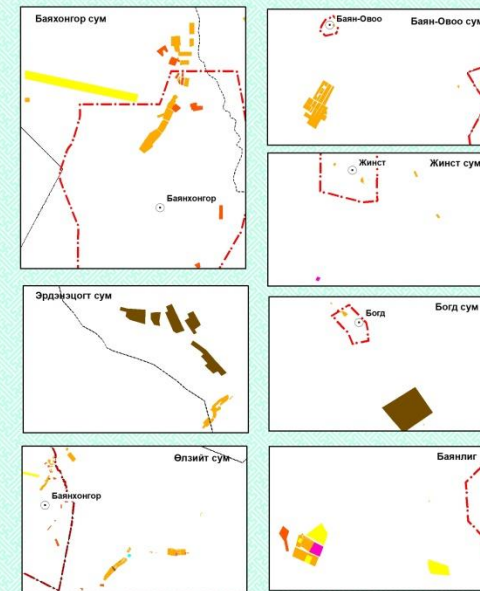 Баяхонгор сум
Баянхонгор
Баян-Овоо
Баян-Овоо сум
Жинст
Жинст сум
Эрдэнэцогт сум
Богд
Богд сум
Өлзийт сум
Баянхонгор
Баянлиг